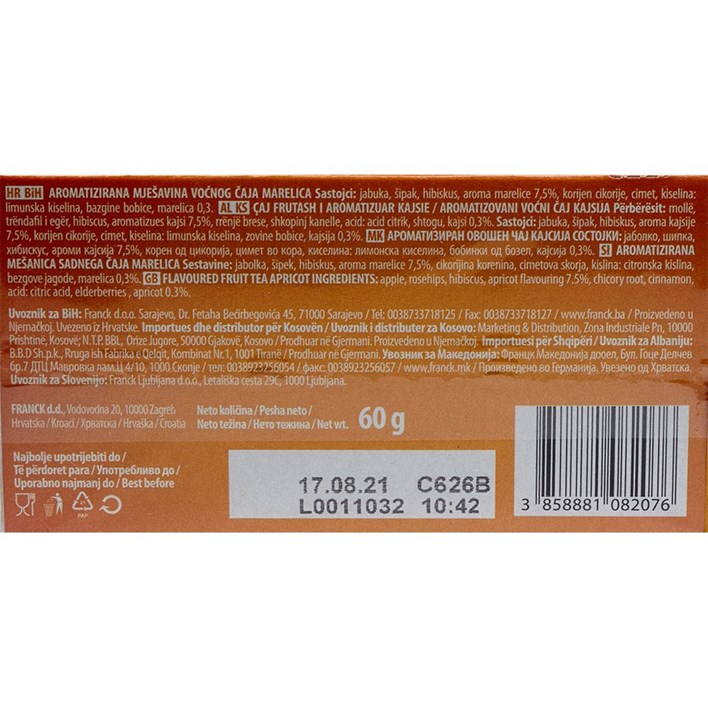 HR BiH AROMATIZIRANA MJEŠAVINA VOĆNOG ČAJA MARELICA Sastojci: jabuka, šipak, hibiskus, aroma marelice 7,5%, korijen cikorije, cimet, kiselina:
limunska kiselina, bazgine bobice, marelica 0,3. AL KS ÇAJ FRUTASH I AROMATIZUAR KAJSIE / AROMATIZOVANI VOĆNI ČAJ KAJSIJA Përbërësit: mollë,
trëndafil i egër, hibiskus, aromatizues kajsi 7,5%, rrënjë breshër, shkopinj kanelle, acid: acid citrik, shtogu, kajsi 0,3%. Sastojci: jabuka, šipak, hibiskus, aroma kajsije
7,5%, korijen cikorije, cimet, kiselina: limunska kiselina, zovine bobice, kajsija 0,3%. MK АРОМАТИЗИРАН ОВОШЕН ЧАЈ КАЈСИЈА СОСТОЈКИ: јаболко, шипка,
хибискус, ароми кајсија 7,5%, корен од цикорија, цимет во кора, киселина: лимонска киселина, бобинки од бозел, кајсија 0,3%. SI AROMATIZIRANA
MEŠANICA SADNEGA ČAJA MARELICA Sestavine: jabolka, šipek, hibiskus, aroma marelice 7,5%, cikorijina korenina, cimetova skorja, kislina: citronska kislina,
bezgove jagode, marelica 0,3%. GB FLAVOURED FRUIT TEA APRICOT INGREDIENTS: apple, rosehips, hibiscus, apricot flavouring 7,5%, chicory root, cinnamon,
acid: citric acid, elderberries , apricot 0.3%.
Uvoznik za BiH: Franck d.o.o. Sarajevo, Dr. Fetaha Bećirbegovića 45, 71000 Sarajevo / Tel: 0038733718125 / Fax: 0038733718127 / www.franck.ba / Proizvedeno u
Njemačkoj. Uvezeno iz Hrvatske. Importues dhe distributor për Kosovën / Uvoznik i distributer za Kosovo: Marketing & Distribution, Zona Industriale Pn, 10000
Prishtinë, Kosovë; N.T.P. BBL, Orize Jugore, 50000 Gjakovë, Kosovo / Prodhuar në Gjermani. Proizvedeno u Njemačkoj. Importuesi për Shqipëri / Uvoznik za Albaniju:
B.B.D Sh.p.k., Rruga ish Fabrika e Qelqit, Kombinat Nr.1, 1001 Tiranë / Prodhuar në Gjermani. Увозник за Македонија: Францк Македонија дооел, Бул. Гоце Делчев
бр.7 ДТЦ Мавровка лам.Ц 4/10, 1000 Скопје / тел: 0038923256054 / факс: 0038923256057 / www.franck.mk / Произведено во Германија. Увезено од Хрватска.
Uvoznik za Slovenijo: Franck Ljubljana d.o.o., Letališka cesta 29C, 1000 Ljubljana.
FRANCK d.d., Vodovodna 20, 10000 Zagreb
Hrvatska / Kroaci / Хрватска / Hrvaška / Croatia
Neto količina / Pesha neto /
Neto težina / Нето тежина / Net wt. 60 g
Najbolje upotrijebiti do /
Të përdoret para / Употребливо до /
Uporabno najmanj do / Best before
17.08.21 C626B
L0011032 10:42
PAP
3 858881 082076